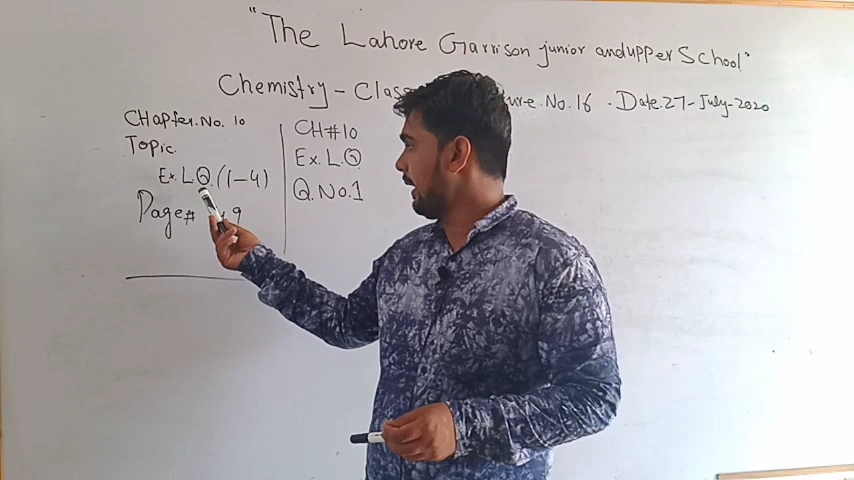 "The Lahore Garrison junior and upper School"
Chemistry - Class No. 16 . Date. 27 - July - 2020
CHapter. No. 10
Topic.
Ex. L Q. (1-4)
Page# 9
CH#10
Ex. L. Q
Q. No. 1